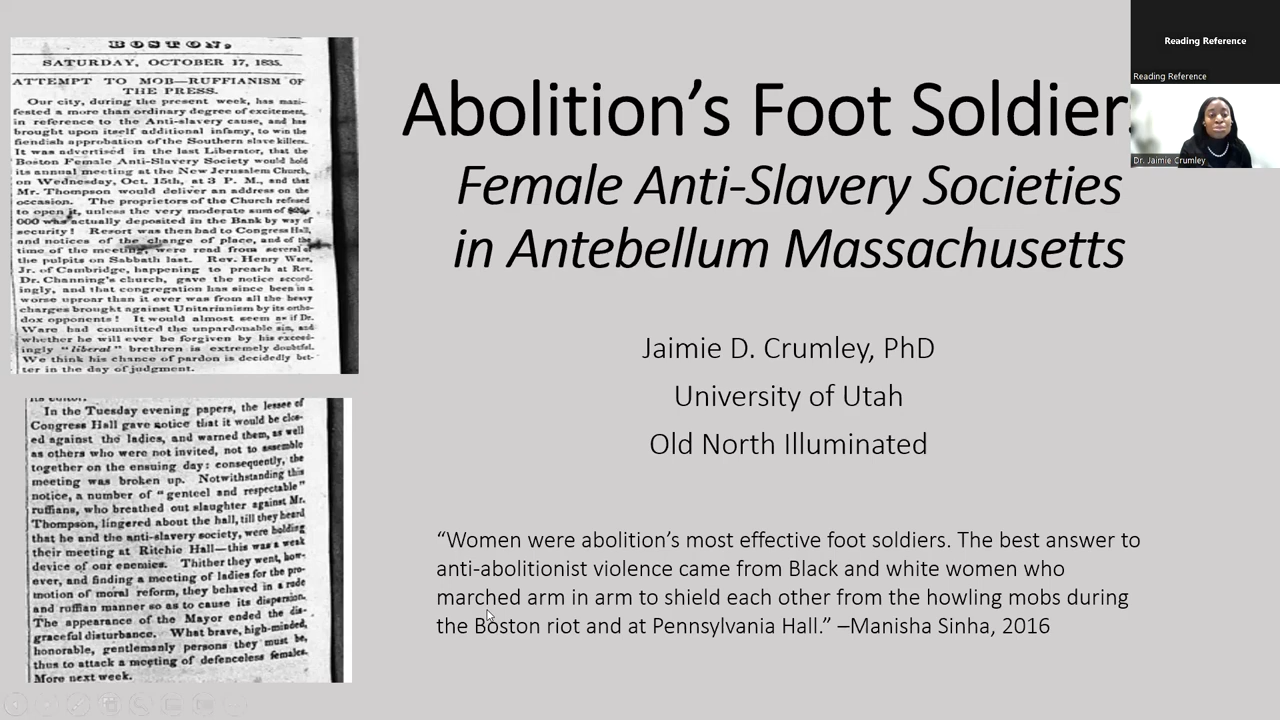 BOSTON,
SATURDAY, OCTOBER 17, 1835.
ATTEMPT TO MOB—RUFFIANISM OF
THE PRESS.
Our city, during the present week, has mani-
fested a more than ordinary degree of excitement,
in reference to the Anti-slavery cause, and has
brought upon itself additional infamy, to win the
fiendish approbation of the Southern slave killers.
It was advertised in the last Liberator, that the
Boston Female Anti-Slavery Society would hold
its annual meeting at the New Jerusalem Church,
on Wednesday, Oct. 15th, at 3 P. M., and that
Mr. Thompson would deliver an address on the
occasion. The proprietors of the Church refused
to open it, unless the very moderate sum of
000 was actually deposited in the Bank by way of
security! Resort was then had to Congress Hall,
and notices of the change of place, and of the
time of the meeting, were read from several of
the pulpits on Sabbath last. Rev. Henry Ware,
Jr. of Cambridge, happening to preach at Rev.
Dr. Channing's church, gave the notice accord-
ingly, and that congregation has since been in a
worse uproar than it ever was from all the heavy
charges brought against Unitarianism by its ortho-
dox opponents! It would almost seem as if Dr.
Ware had committed the unpardonable sin, and
whether he will ever be forgiven by his exceed-
ingly "liberal" brethren is extremely doubtful.
We think his chance of pardon is decidedly bet-
ter in the day of judgment.
its editor.
In the Tuesday evening papers, the lessee of
Congress Hall gave notice that it would be clos-
ed against the ladies, and warned them, as well
as others who were not invited, not to assemble
together on the ensuing day: consequently, the
meeting was broken up. Notwithstanding this
notice, a number of "genteel and respectable"
ruffians, who breathed out slaughter against Mr.
Thompson, lingered about the hall, till they heard
that he and the anti-slavery society, were holding
their meeting at Ritchie Hall—this was a weak
device of our enemies. Thither they went, how-
ever, and finding a meeting of ladies for the pro-
motion of moral reform, they behaved in a rude
and ruffian manner so as to cause its dispersion.
The appearance of the Mayor ended the dis-
graceful disturbance. What brave, high-minded,
honorable, gentlemanly persons they must be,
thus to attack a meeting of defenceless females.
More next week.
Abolition's Foot Soldier
Female Anti-Slavery Societies
in Antebellum Massachusetts
Jaimie D. Crumley, PhD
University of Utah
Old North Illuminated
“Women were abolition's most effective foot soldiers. The best answer to
anti-abolitionist violence came from Black and white women who
marched arm in arm to shield each other from the howling mobs during
the Boston riot and at Pennsylvania Hall.” –Manisha Sinha, 2016
Reading Reference
Reading Reference
Dr. Jaimie Crumley